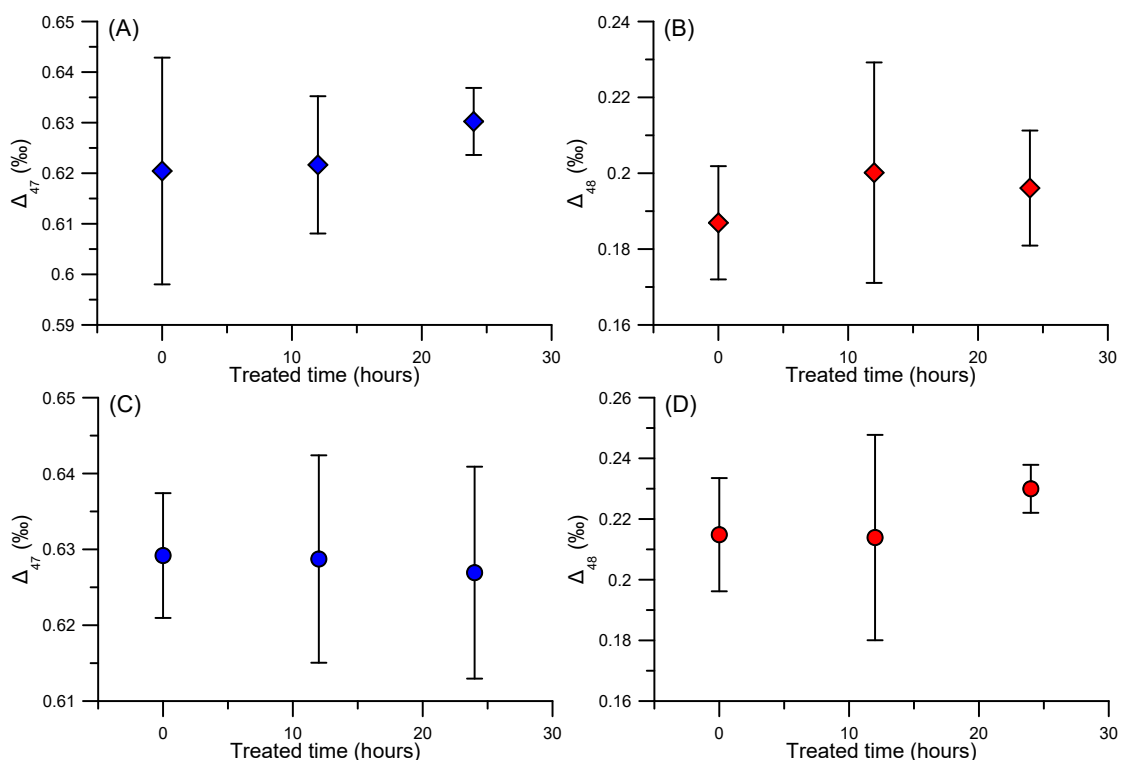 (A)
0.65
0.64
0.63
0.62
0.61
0.6
0.59
Δ47 (‰)
0 10 20 30
Treated time (hours)
(B)
0.24
0.22
0.2
0.18
0.16
Δ48 (‰)
0 10 20 30
Treated time (hours)
(C)
0.65
0.64
0.63
0.62
0.61
Δ47 (‰)
0 10 20 30
Treated time (hours)
(D)
0.26
0.24
0.22
0.2
0.18
0.16
Δ48 (‰)
0 10 20 30
Treated time (hours)